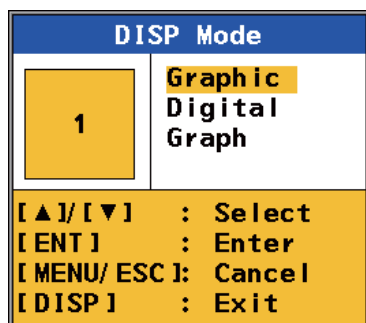 DISP Mode
1
Graphic
Digital
Graph
[▲]/[▼] : Select
[ENT] : Enter
[MENU/ESC]: Cancel
[DISP] : Exit